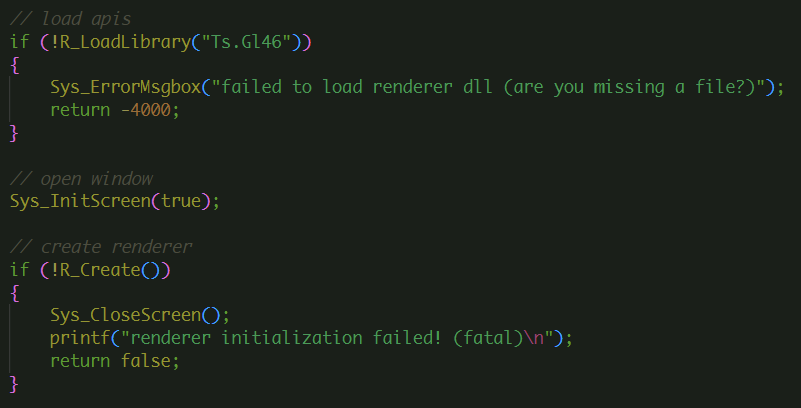 // load apis
if (!R_LoadLibrary("Ts.Gl46"))
{
    Sys_ErrorMsgbox("failed to load renderer dll (are you missing a file?)");
    return -4000;
}

// open window
Sys_InitScreen(true);

// create renderer
if (!R_Create())
{
    Sys_CloseScreen();
    printf("renderer initialization failed! (fatal)\n");
    return false;
}